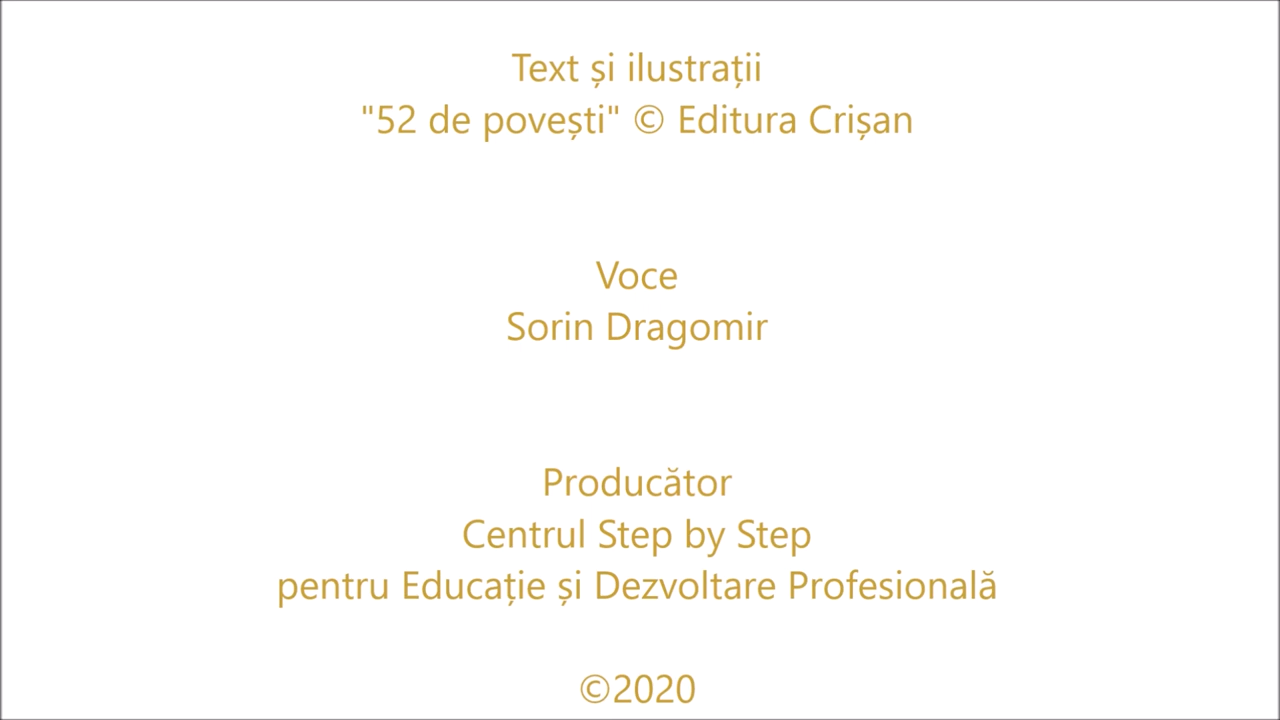 Text și ilustrații
"52 de povești" © Editura Crișan
Voce
Sorin Dragomir
Producător
Centrul Step by Step
pentru Educație și Dezvoltare Profesională
©2020